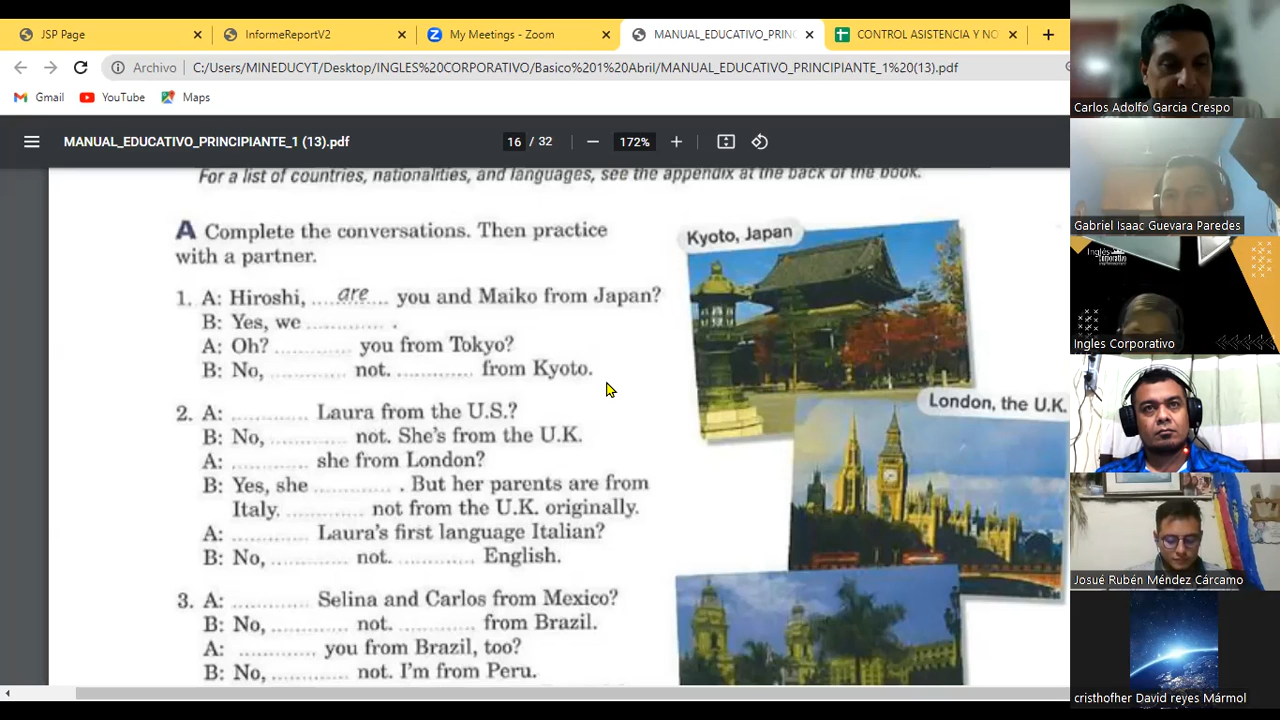 JSP Page
InformeReportV2
My Meetings - Zoom
MANUAL_EDUCATIVO_PRINC
CONTROL ASISTENCIA Y NO
Archivo
C:/Users/MINEDUCYT/Desktop/INGLES%20CORPORATIVO/Basico%201%20Abril/MANUAL_EDUCATIVO_PRINCIPIANTE_1%20(13).pdf
Gmail
YouTube
Maps
MANUAL_EDUCATIVO_PRINCIPIANTE_1 (13).pdf
16 / 32
172%
For a list of countries, nationalities, and languages, see the appendix at the back of the book.
A Complete the conversations. Then practice
with a partner.
1. A: Hiroshi, ....are.... you and Maiko from Japan?
B: Yes, we ............ .
A: Oh? ............ you from Tokyo?
B: No, ............ not. ............ from Kyoto.
2. A: ............ Laura from the U.S.?
B: No, ............ not. She's from the U.K.
A: ............ she from London?
B: Yes, she ............ . But her parents are from
Italy. ............ not from the U.K. originally.
A: ............ Laura's first language Italian?
B: No, ............ not. ............ English.
3. A: ............ Selina and Carlos from Mexico?
B: No, ............ not. ............ from Brazil.
A: ............ you from Brazil, too?
B: No, ............ not. I'm from Peru.
Kyoto, Japan
London, the U.K.
Carlos Adolfo Garcia Crespo
Gabriel Isaac Guevara Paredes
Inglés
Corporativo
Ingles Corporativo
Josué Rubén Méndez Cárcamo
cristhofher David reyes Mármol